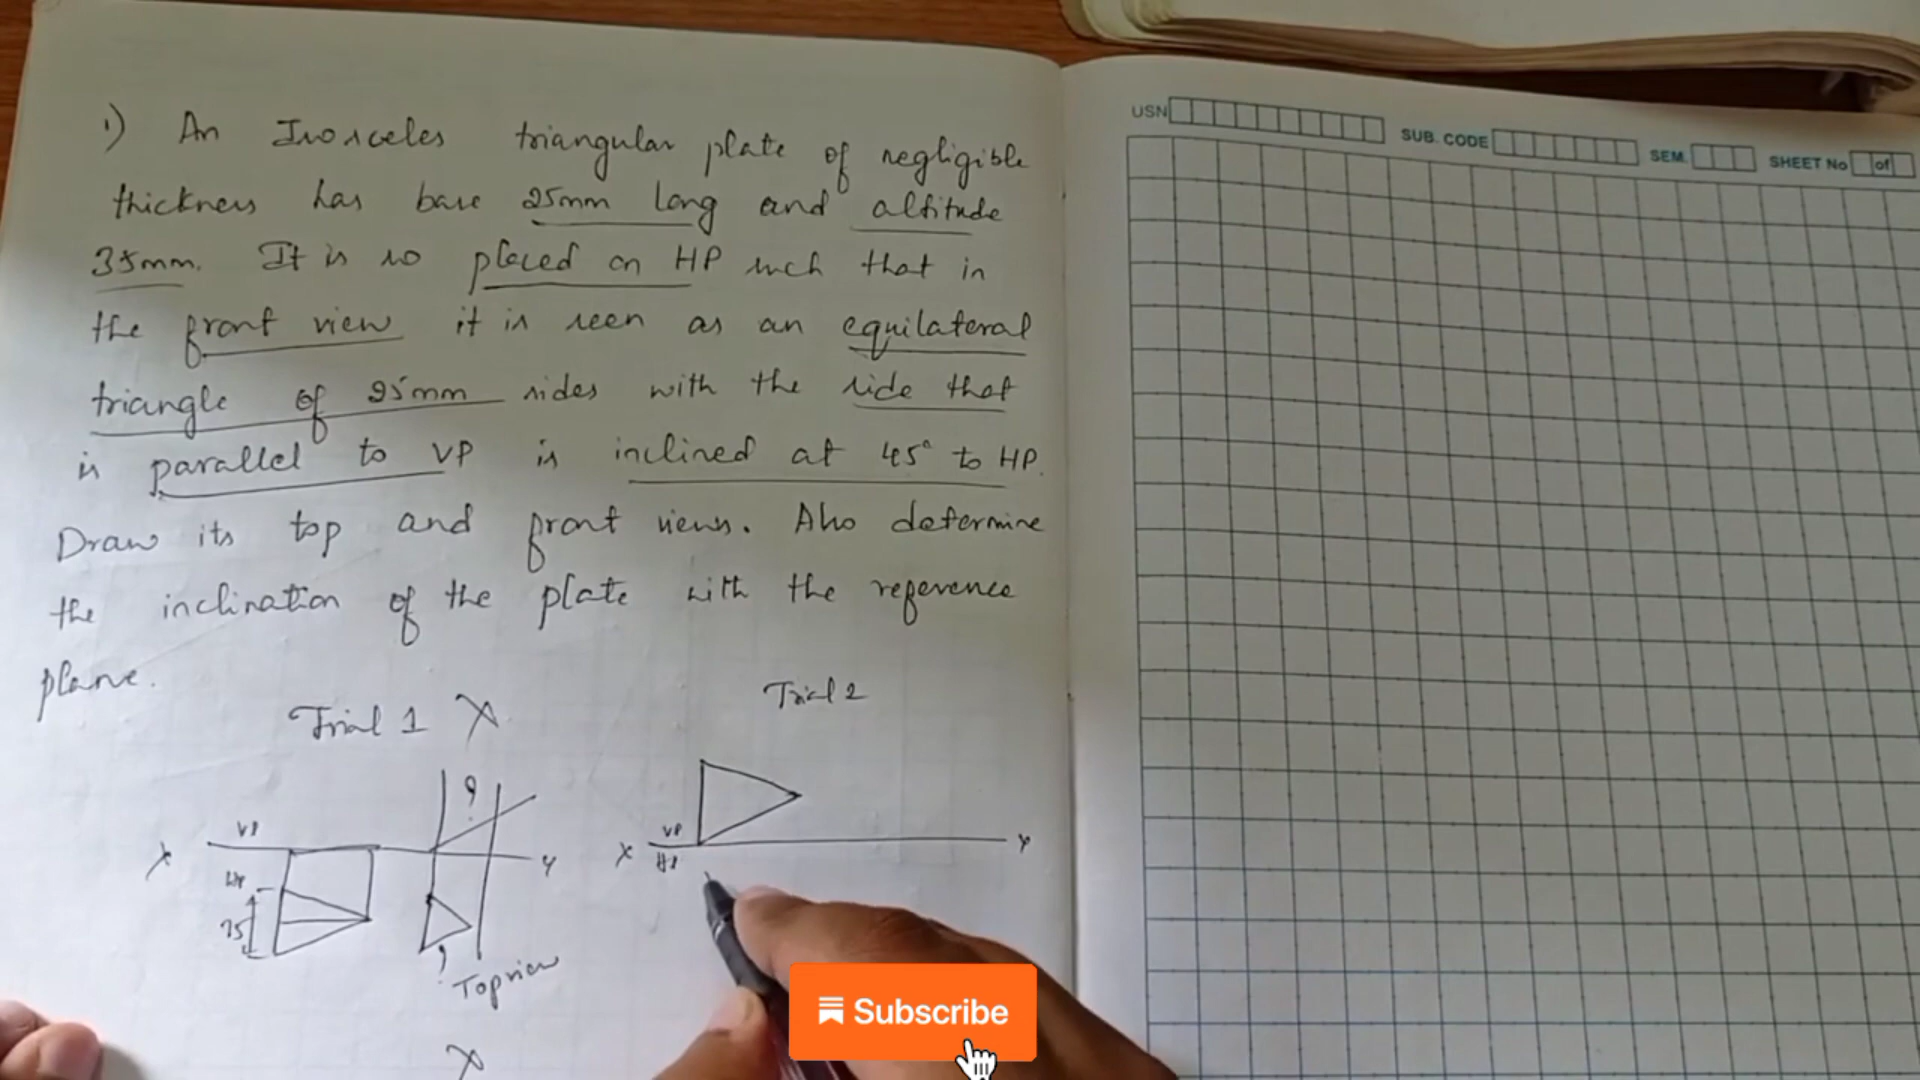 1) An Isosceles triangular plate of negligible
thickness has base 25mm long and altitude
35mm. It is so placed on HP such that in
the front view it is seen as an equilateral
triangle of 25mm sides with the side that
is parallel to VP is inclined at 45° to HP.
Draw its top and front views. Also determine
the inclination of the plate with the reference
plane.
Trial 1 X
Trial 2
VP
X
HP
Y
25
?
?
Top view
X
VP
X
HP
Y
USN
SUB. CODE
SEM.
SHEET No of
Subscribe